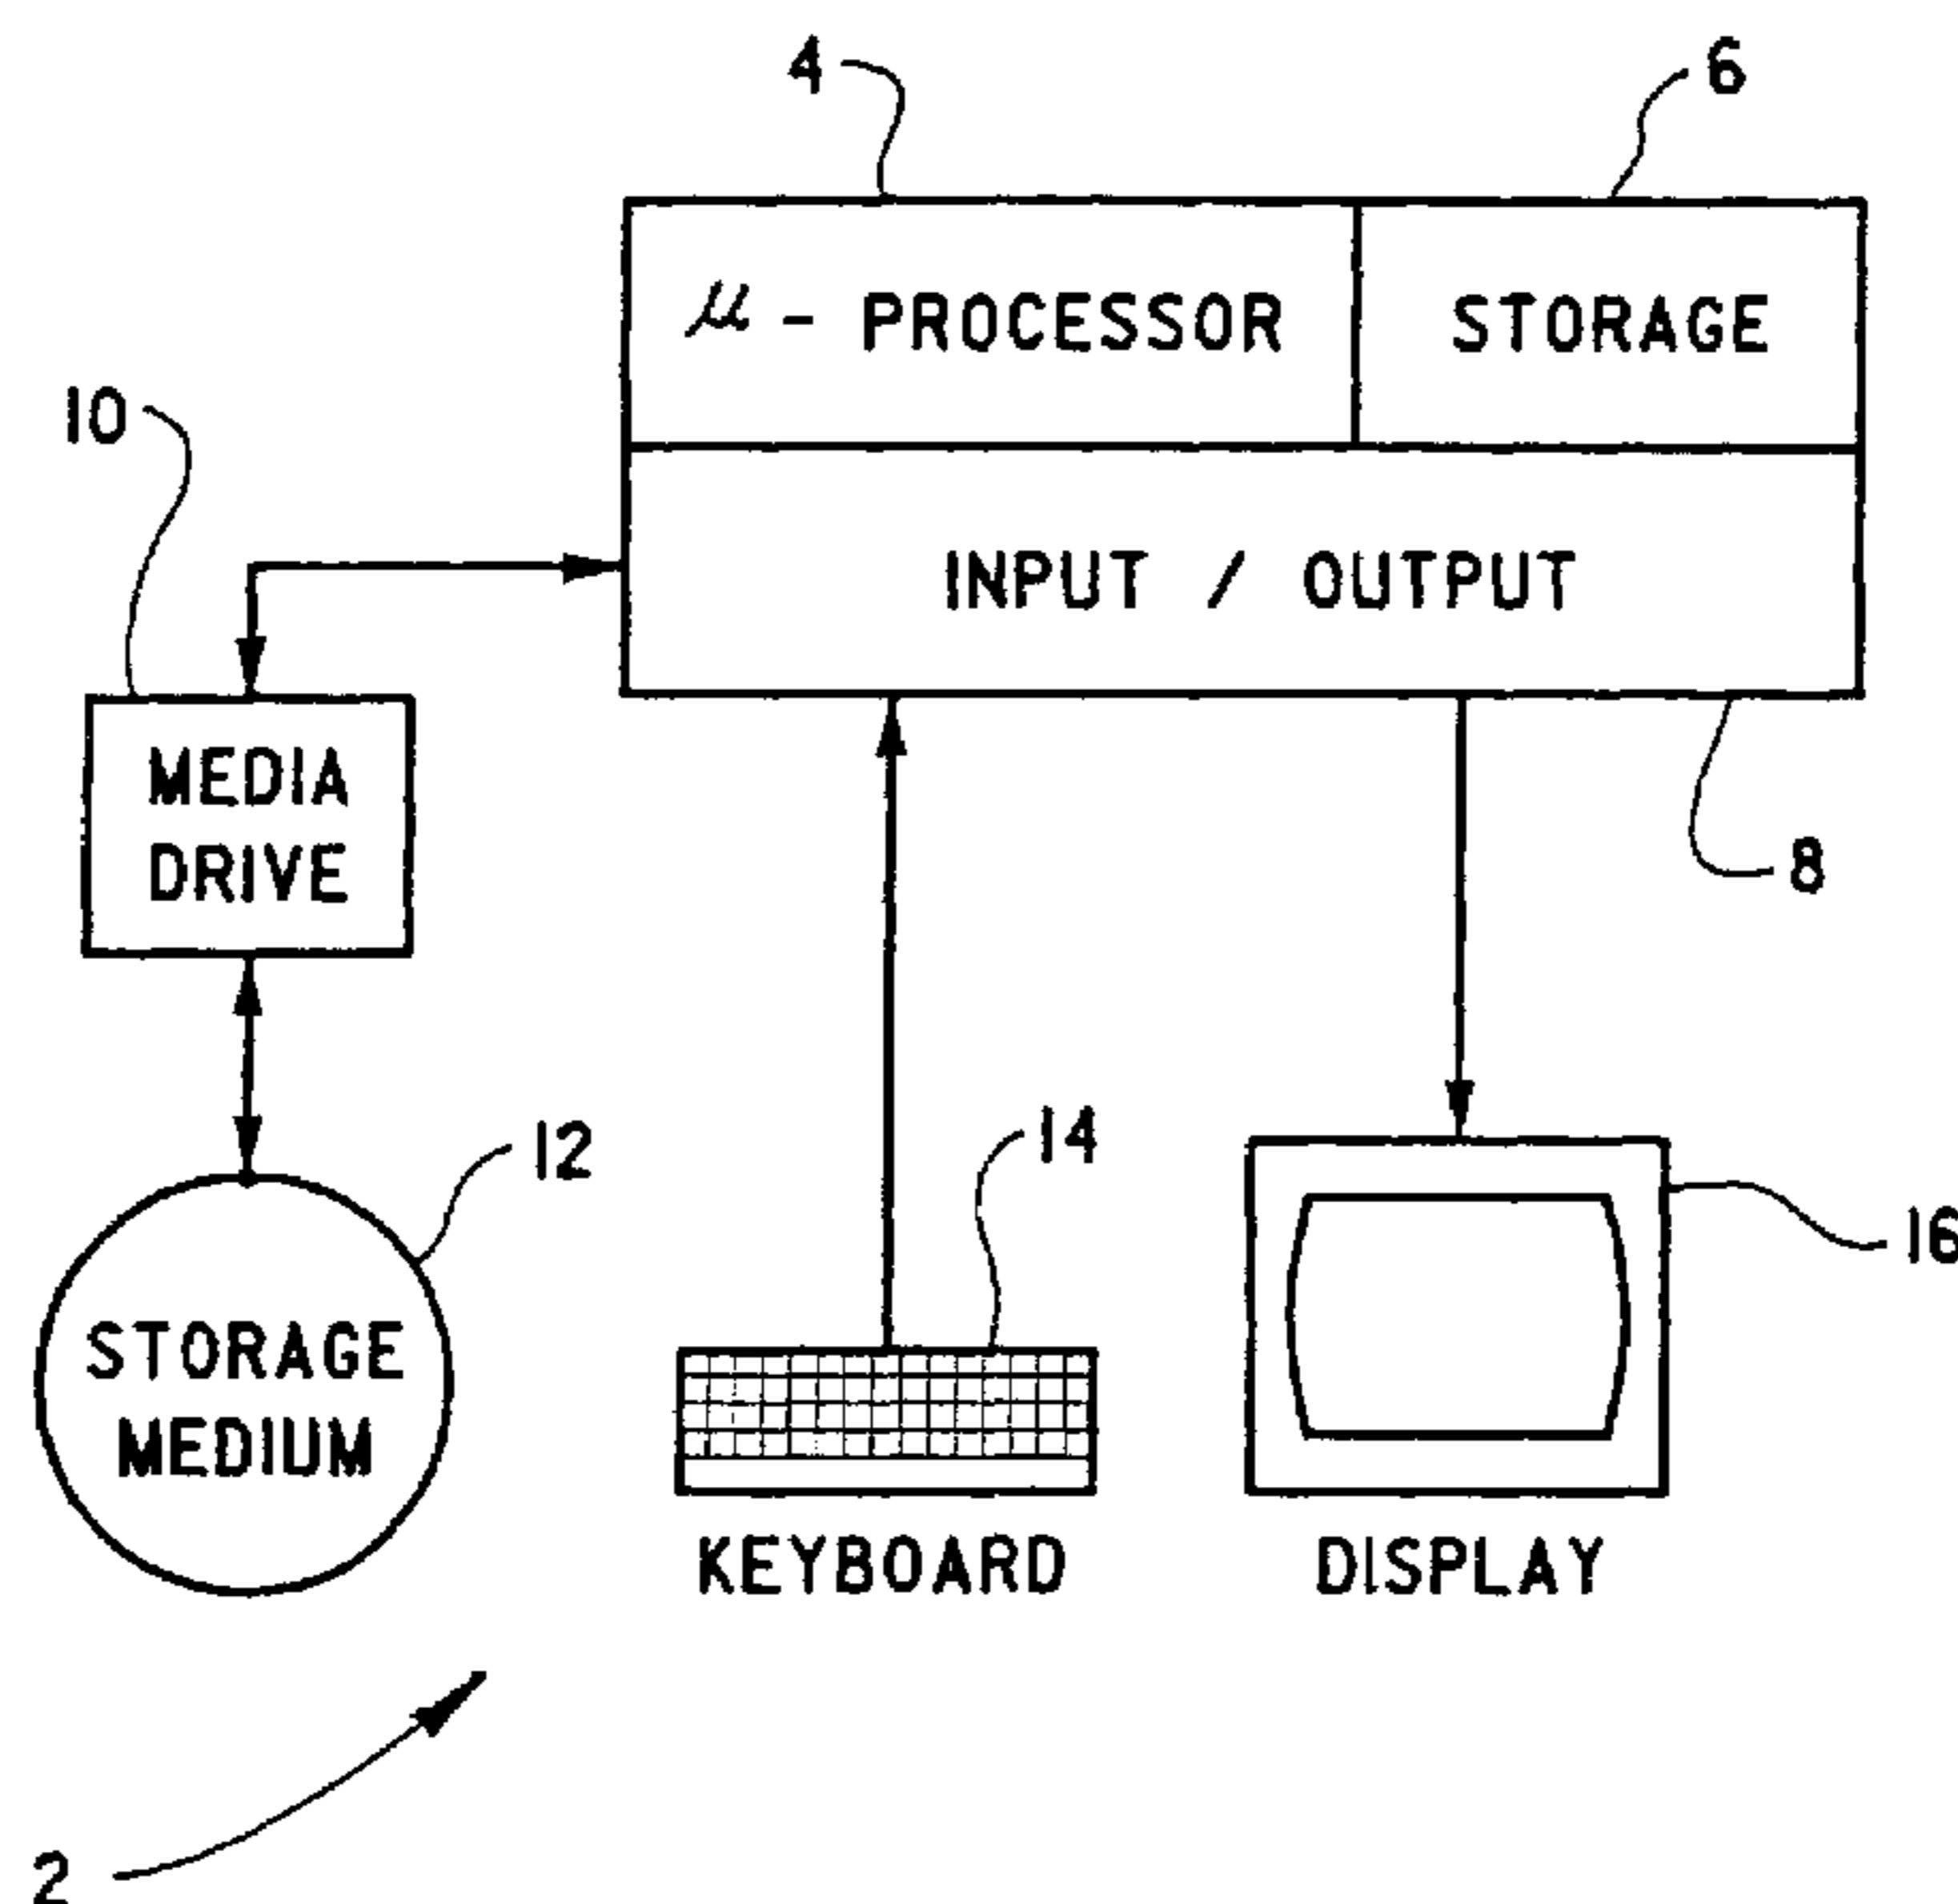 4
6
μ - PROCESSOR
STORAGE
10
INPUT / OUTPUT
MEDIA
DRIVE
8
12
14
16
STORAGE
MEDIUM
KEYBOARD
DISPLAY
2